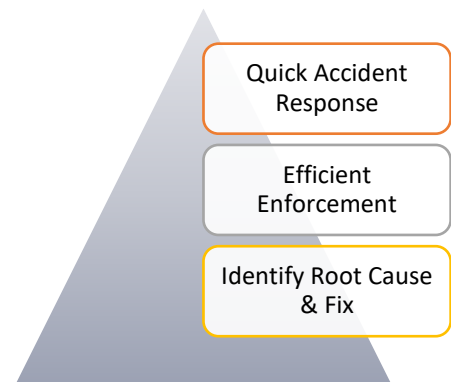 Quick Accident
Response
Efficient
Enforcement
Identify Root Cause
& Fix